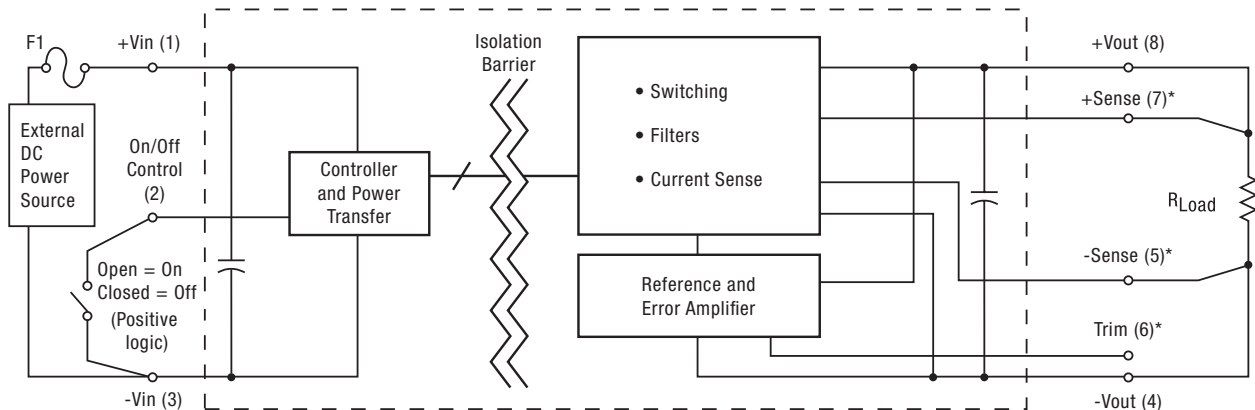 F1
+Vin (1)
External
DC
Power
Source
On/Off
Control
(2)
Open = On
Closed = Off
(Positive
logic)
-Vin (3)
Controller
and Power
Transfer
Isolation
Barrier
• Switching
• Filters
• Current Sense
Reference and
Error Amplifier
+Vout (8)
+Sense (7)*
RLoad
-Sense (5)*
Trim (6)*
-Vout (4)